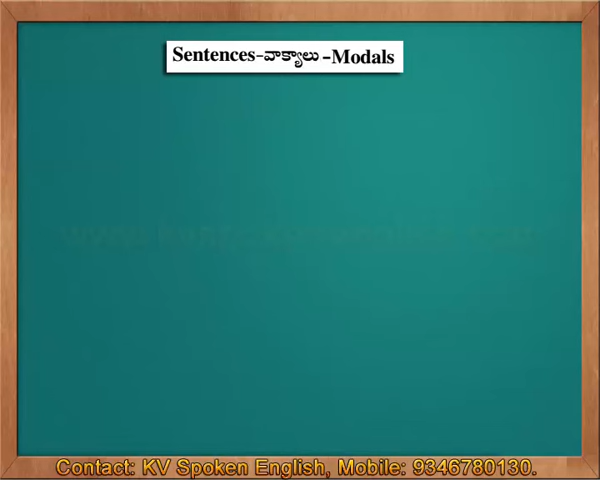 Sentences-వాక్యాలు -Modals
Contact: KV Spoken English, Mobile: 9346780130.